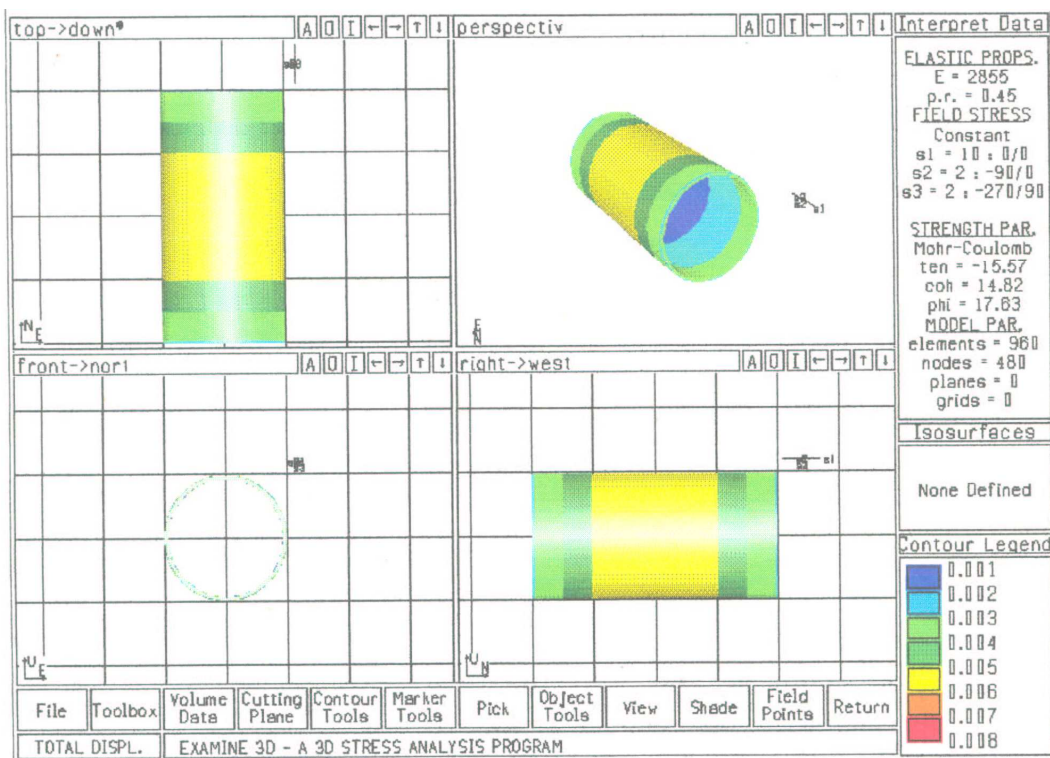 top->down*
A O I ← → ↑ ↓
perspectiv
A O I ← → ↑ ↓
N
E
s1
E
N
front->nort
A O I ← → ↑ ↓
right->west
A O I ← → ↑ ↓
U
E
s1
U
N
Interpret Data
ELASTIC PROPS.
E = 2855
p.r. = 0.45
FIELD STRESS
Constant
s1 = 10 : 0/0
s2 = 2 : -90/0
s3 = 2 : -270/90
STRENGTH PAR.
Mohr-Coulomb
ten = -15.57
coh = 14.82
phi = 17.63
MODEL PAR.
elements = 960
nodes = 480
planes = 0
grids = 0
Isosurfaces
None Defined
Contour Legend
0.001
0.002
0.003
0.004
0.005
0.006
0.007
0.008
File
Toolbox
Volume Data
Cutting Plane
Contour Tools
Marker Tools
Pick
Object Tools
View
Shade
Field Points
Return
TOTAL DISPL.
EXAMINE 3D - A 3D STRESS ANALYSIS PROGRAM